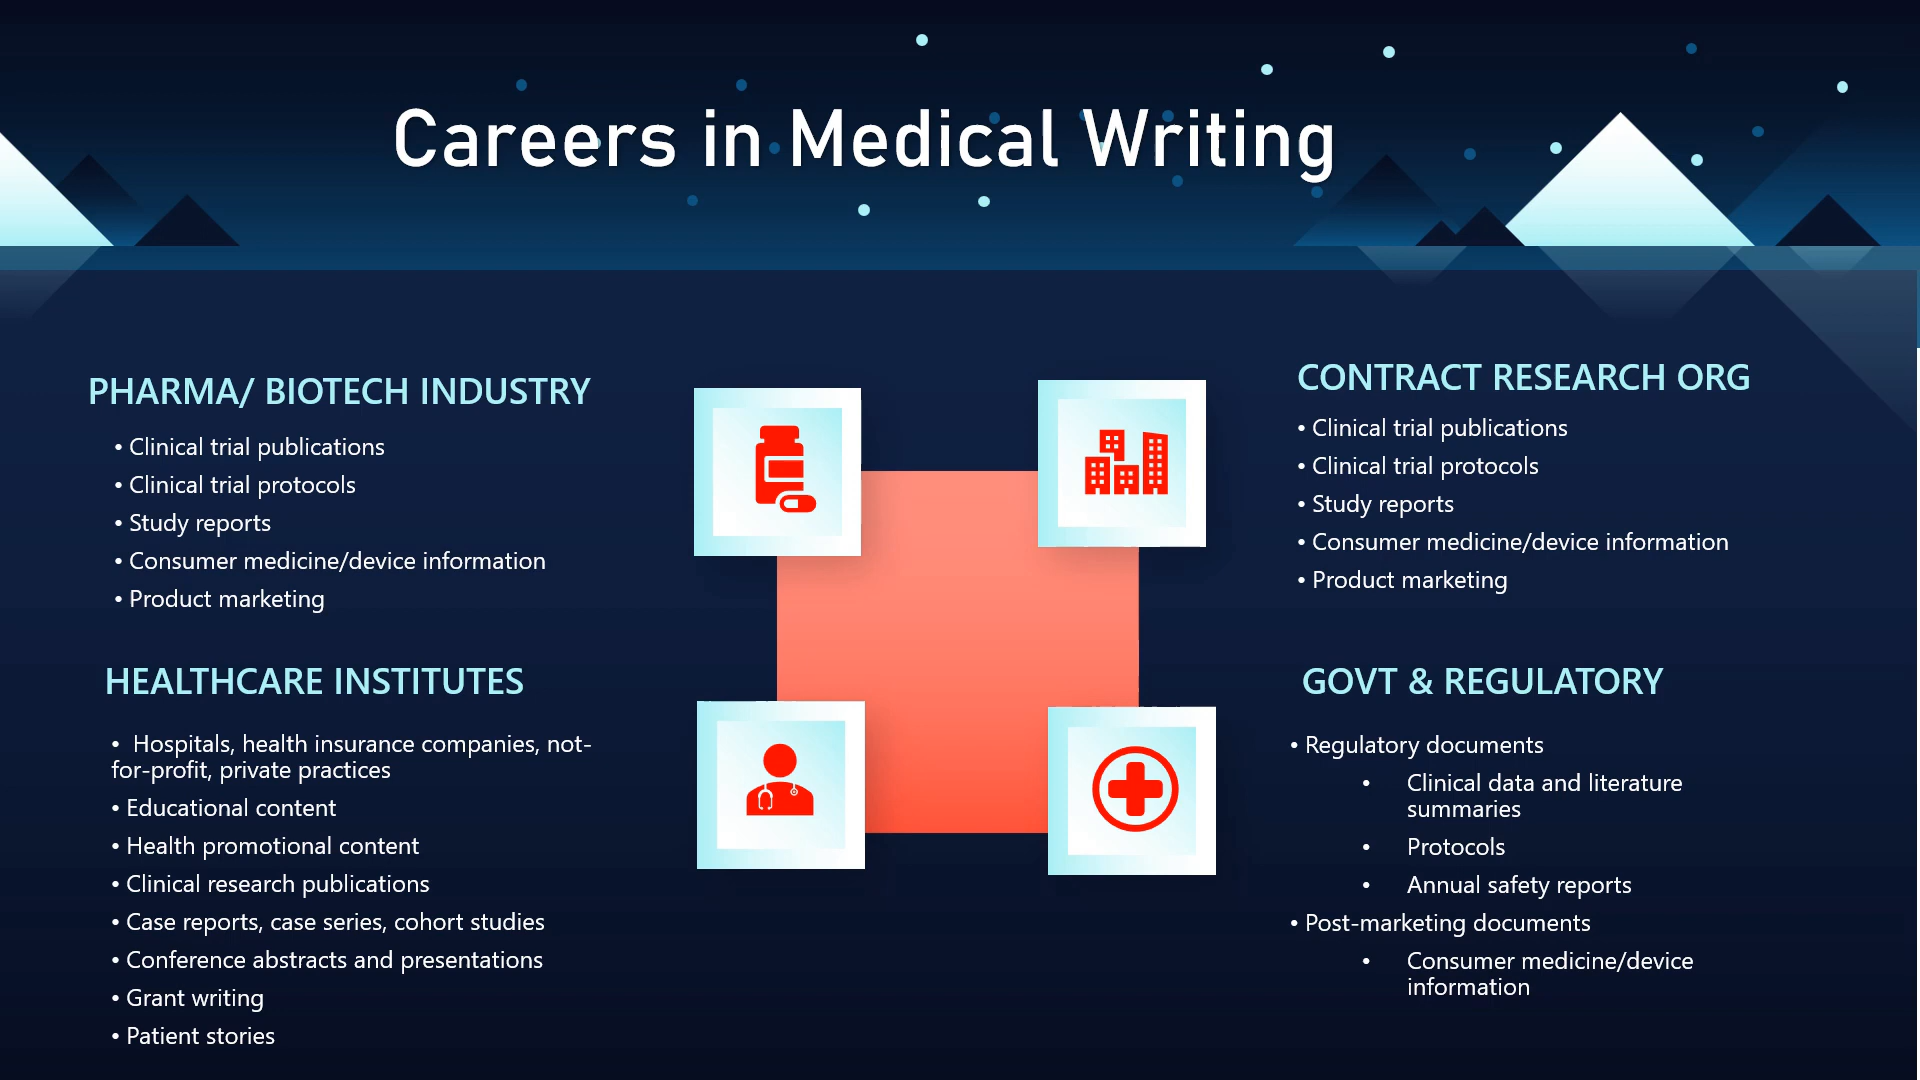 Careers in Medical Writing
PHARMA/ BIOTECH INDUSTRY
• Clinical trial publications
• Clinical trial protocols
• Study reports
• Consumer medicine/device information
• Product marketing
CONTRACT RESEARCH ORG
• Clinical trial publications
• Clinical trial protocols
• Study reports
• Consumer medicine/device information
• Product marketing
HEALTHCARE INSTITUTES
• Hospitals, health insurance companies, not-
for-profit, private practices
• Educational content
• Health promotional content
• Clinical research publications
• Case reports, case series, cohort studies
• Conference abstracts and presentations
• Grant writing
• Patient stories
GOVT & REGULATORY
• Regulatory documents
• Clinical data and literature
summaries
• Protocols
• Annual safety reports
• Post-marketing documents
• Consumer medicine/device
information